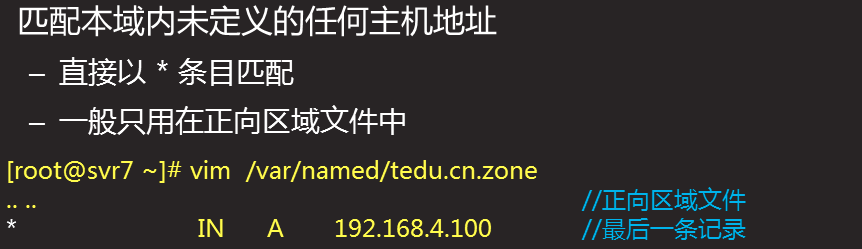 匹配本域内未定义的任何主机地址
– 直接以 * 条目匹配
– 一般只用在正向区域文件中
[root@svr7 ~]# vim /var/named/tedu.cn.zone
.. .. //正向区域文件
* IN A 192.168.4.100 //最后一条记录